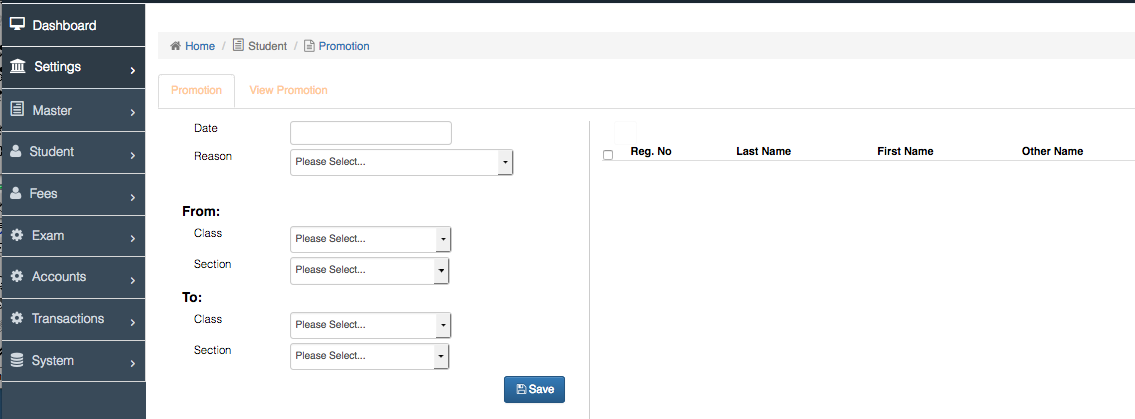 Dashboard
Settings
Master
Student
Fees
Exam
Accounts
Transactions
System
Home / Student / Promotion
Promotion View Promotion
Date
Reason Please Select...
From:
Class Please Select...
Section Please Select...
To:
Class Please Select...
Section Please Select...
Save
Reg. No Last Name First Name Other Name